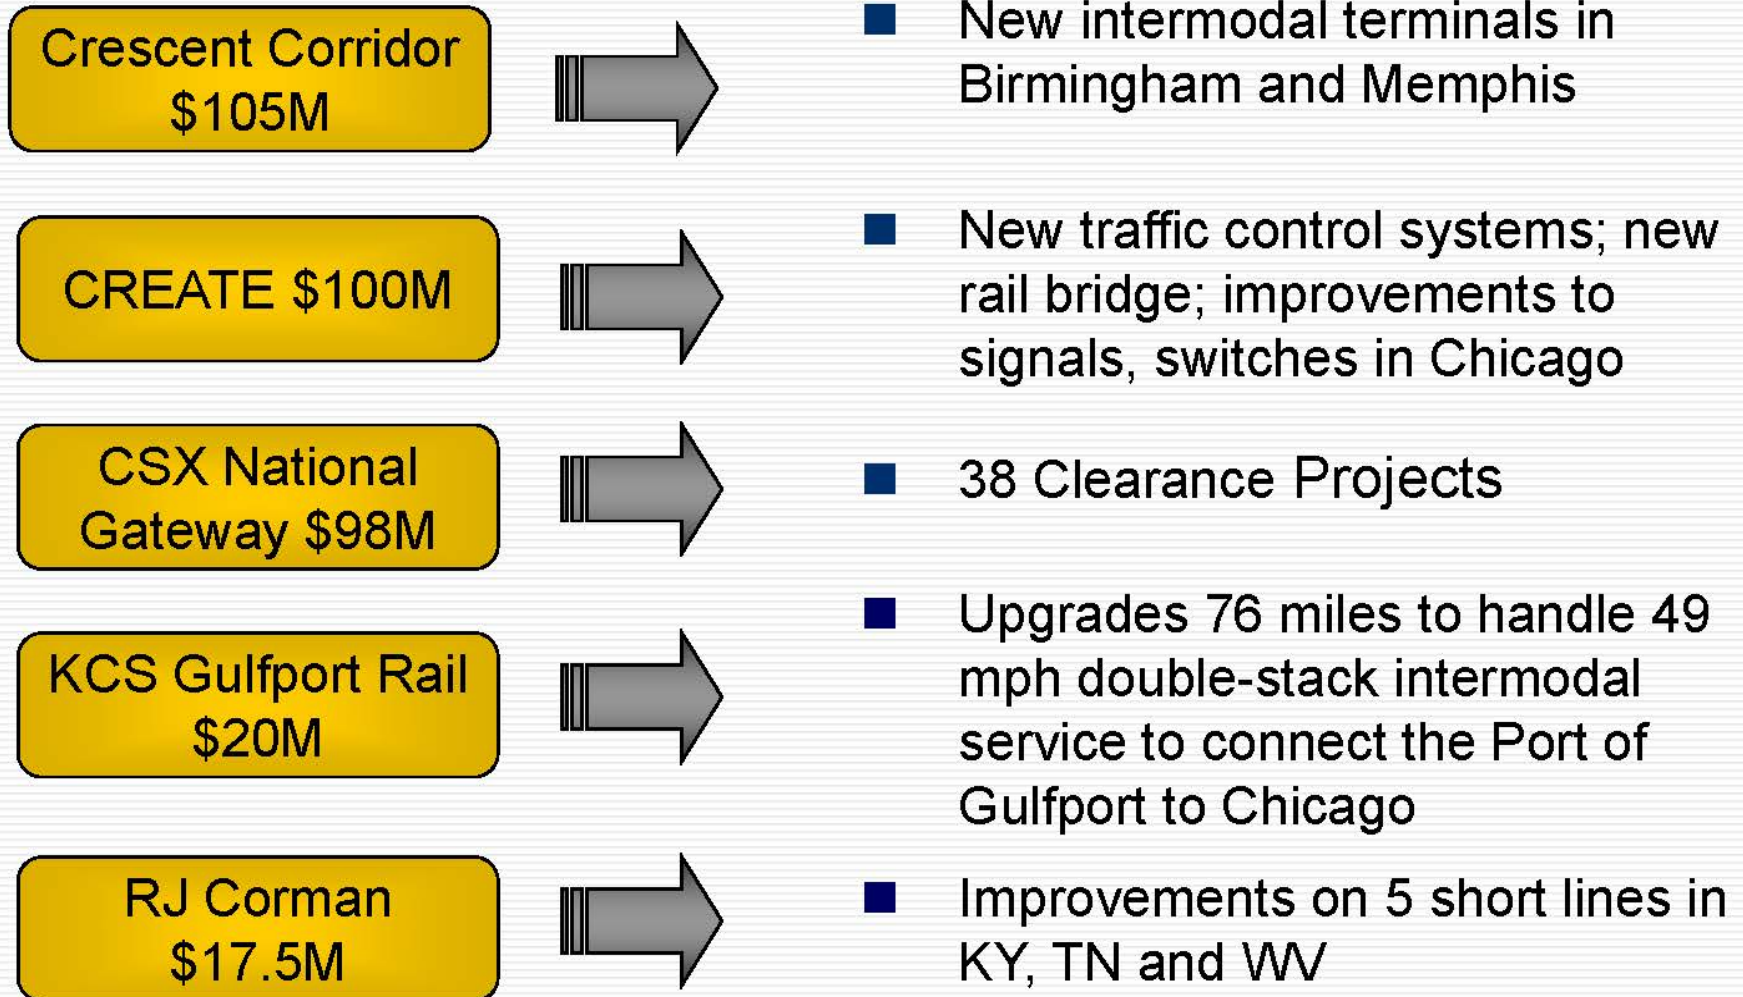 Crescent Corridor
$105M
New intermodal terminals in
Birmingham and Memphis
CREATE $100M
New traffic control systems; new
rail bridge; improvements to
signals, switches in Chicago
CSX National
Gateway $98M
38 Clearance Projects
KCS Gulfport Rail
$20M
Upgrades 76 miles to handle 49
mph double-stack intermodal
service to connect the Port of
Gulfport to Chicago
RJ Corman
$17.5M
Improvements on 5 short lines in
KY, TN and WV